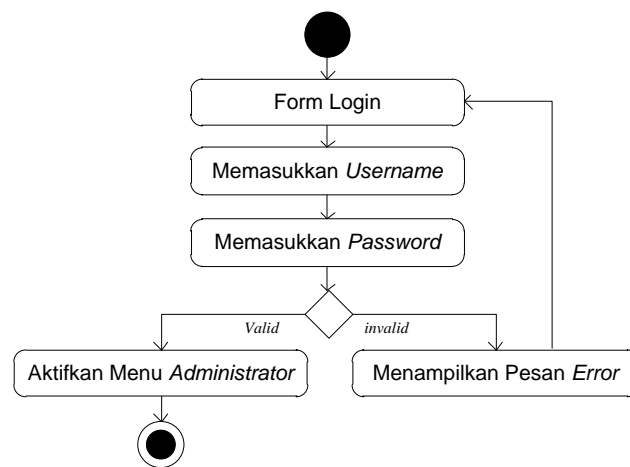 Form Login
Memasukkan Username
Memasukkan Password
Valid
invalid
Aktifkan Menu Administrator
Menampilkan Pesan Error